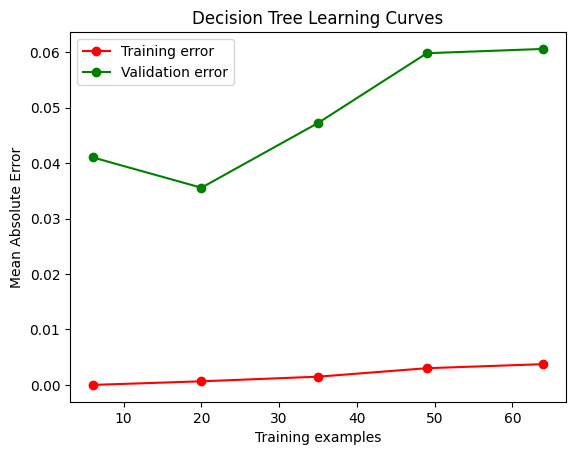 Decision Tree Learning Curves
Training error
Validation error
Mean Absolute Error
0.06
0.05
0.04
0.03
0.02
0.01
0.00
10 20 30 40 50 60
Training examples